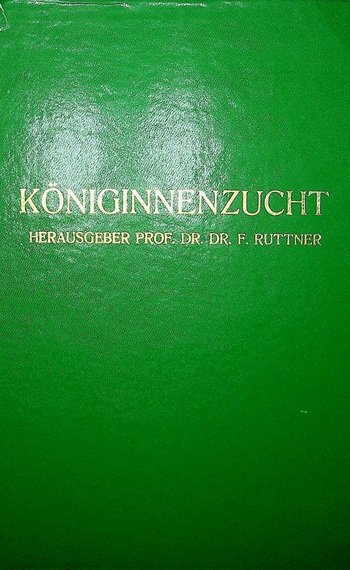 KÖNIGINNENZUCHT
HERAUSGEBER PROF. DR. DR. F. RUTTNER